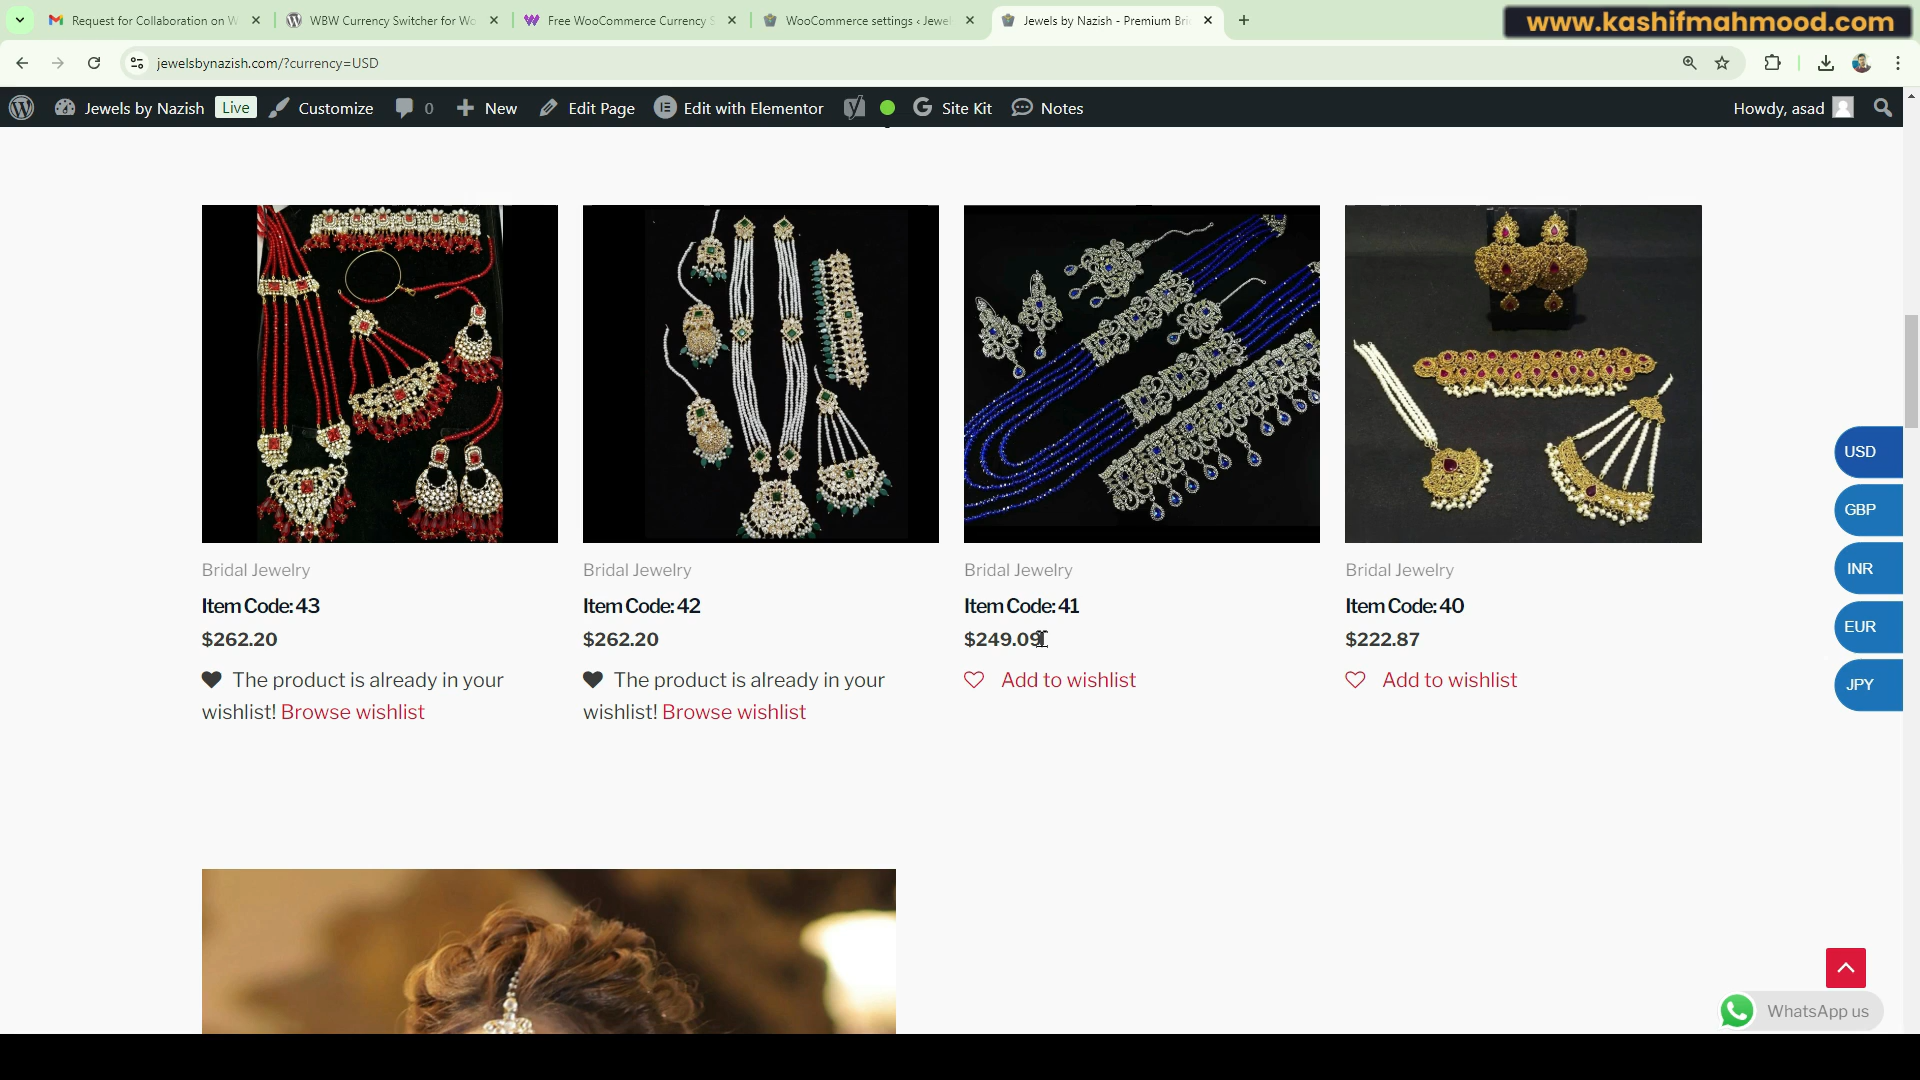 Request for Collaboration on W
WBW Currency Switcher for Wo
Free WooCommerce Currency S
WooCommerce settings ‹ Jewel
Jewels by Nazish - Premium Bri
www.kashifmahmood.com
jewelsbynazish.com/?currency=USD
Jewels by Nazish
Live
Customize
0
New
Edit Page
Edit with Elementor
Site Kit
Notes
Howdy, asad
Bridal Jewelry
Item Code: 43
$262.20
The product is already in your
wishlist! Browse wishlist
Bridal Jewelry
Item Code: 42
$262.20
The product is already in your
wishlist! Browse wishlist
Bridal Jewelry
Item Code: 41
$249.09
Add to wishlist
Bridal Jewelry
Item Code: 40
$222.87
Add to wishlist
USD
GBP
INR
EUR
JPY
WhatsApp us